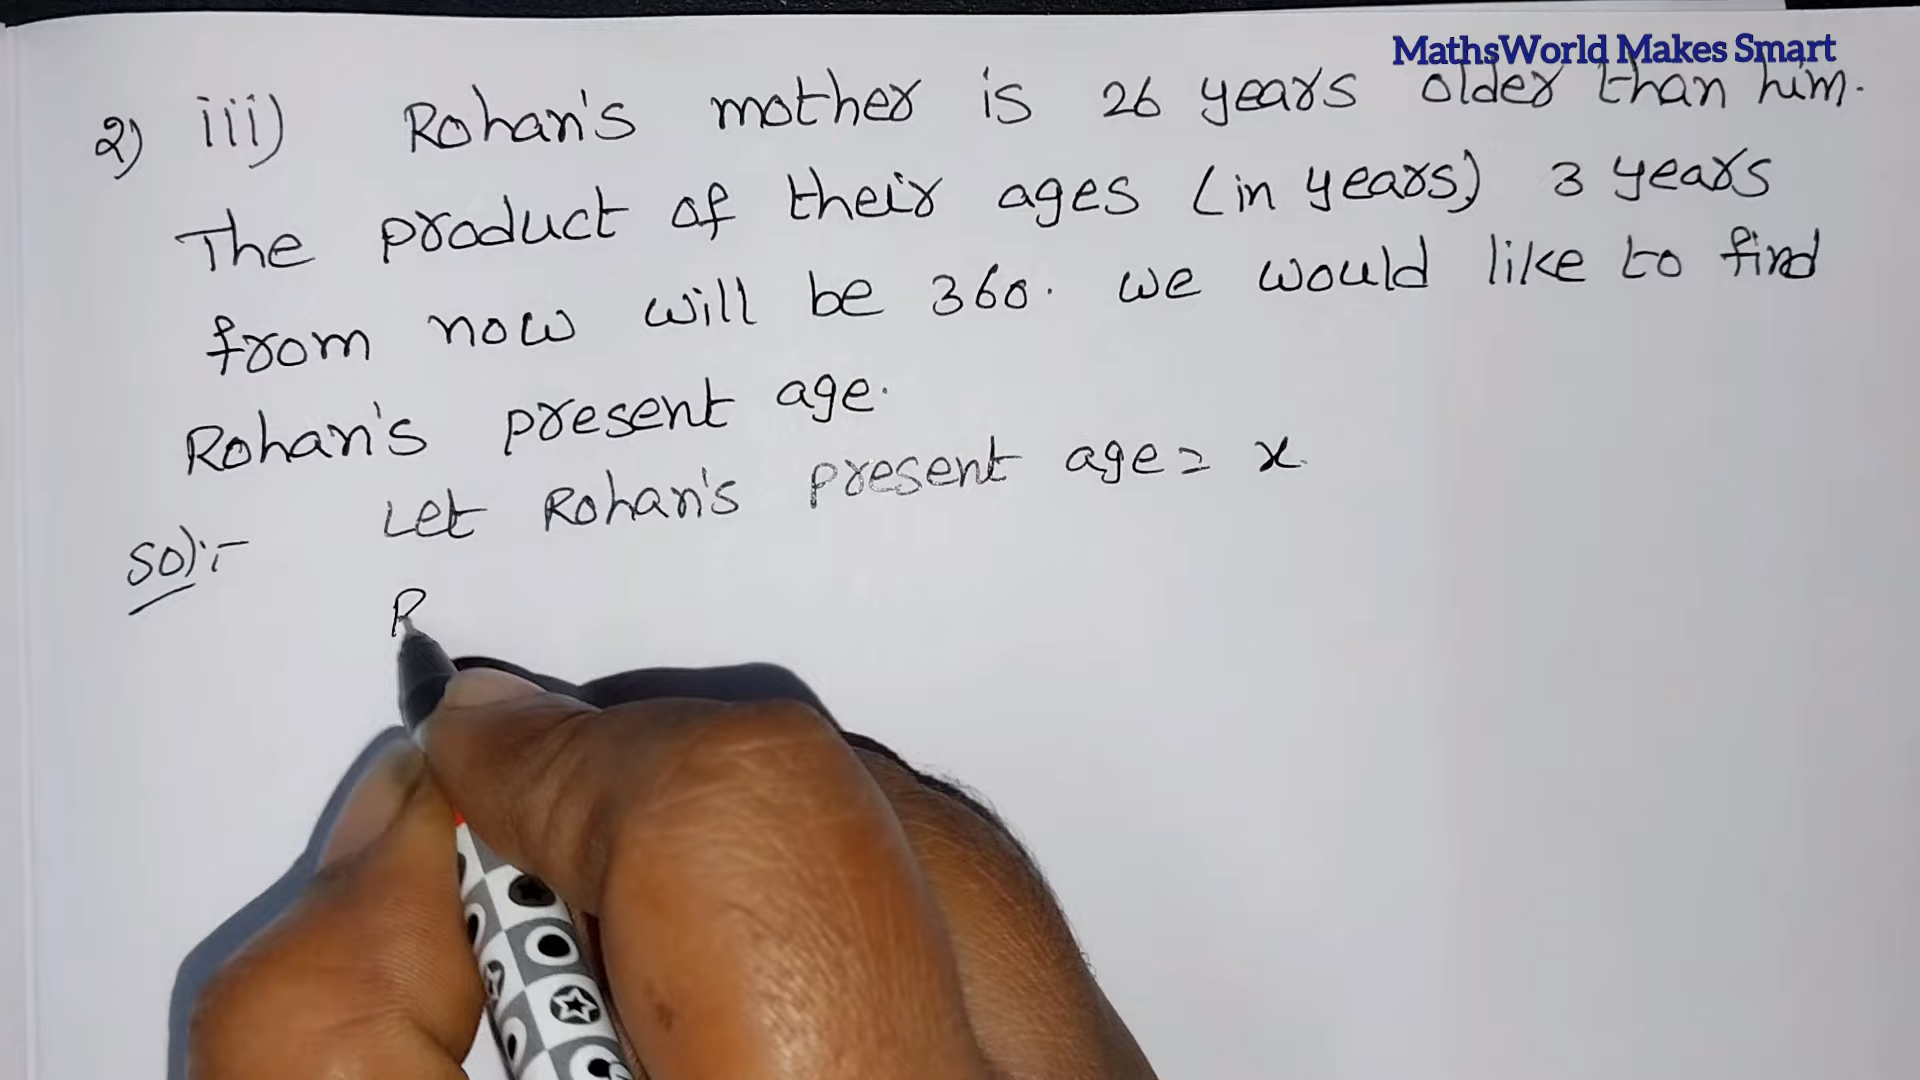 MathsWorld Makes Smart
2) iii) Rohan's mother is 26 years older than him.
The product of their ages (in years) 3 years
from now will be 360. we would like to find
Rohan's present age.
Sol:- Let Rohan's present age = x.
R